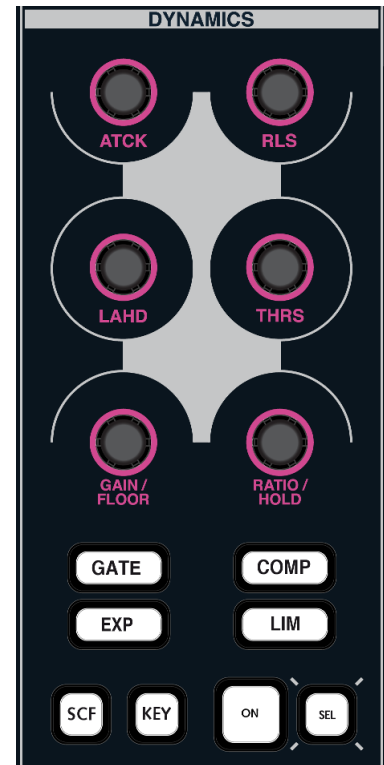 DYNAMICS
ATCK
RLS
LAHD
THRS
GAIN /
FLOOR
RATIO /
HOLD
GATE
COMP
EXP
LIM
SCF
KEY
ON
SEL